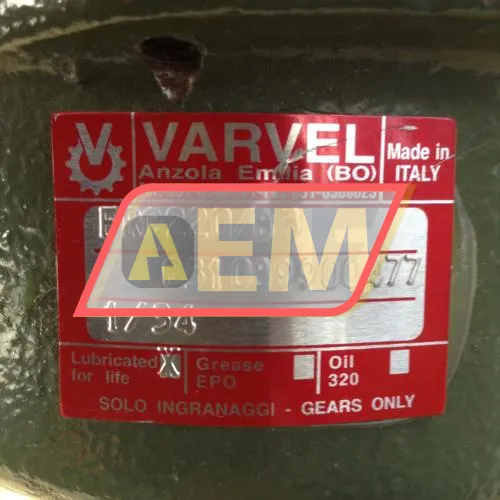 V VARVEL
Made in
ITALY
Anzola Emilia (BO)
AEM
1/54
Lubricated X
for life
Grease
EPO
Oil
320
SOLO INGRANAGGI - GEARS ONLY